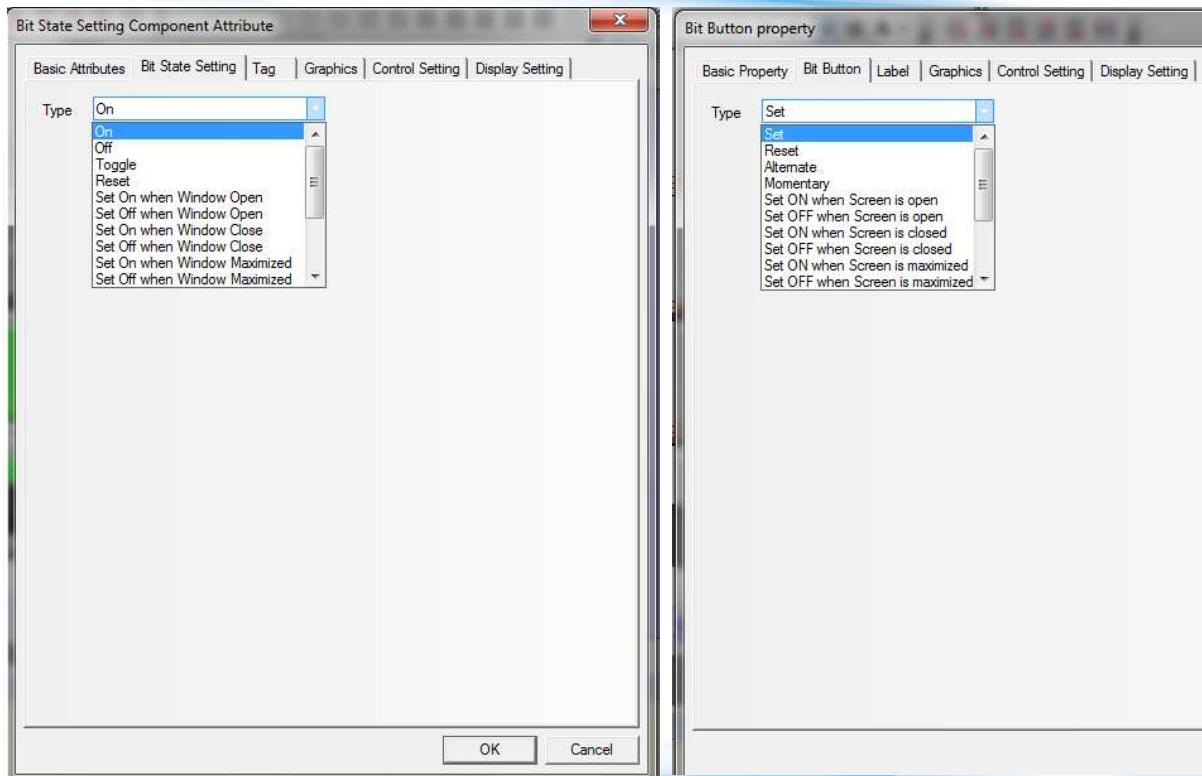 Bit State Setting Component Attribute
Basic Attributes Bit State Setting Tag Graphics Control Setting Display Setting
Type On
On
Off
Toggle
Reset
Set On when Window Open
Set Off when Window Open
Set On when Window Close
Set Off when Window Close
Set On when Window Maximized
Set Off when Window Maximized
OK Cancel
Bit Button property
Basic Property Bit Button Label Graphics Control Setting Display Setting
Type Set
Set
Reset
Alternate
Momentary
Set ON when Screen is open
Set OFF when Screen is open
Set ON when Screen is closed
Set OFF when Screen is closed
Set ON when Screen is maximized
Set OFF when Screen is maximized